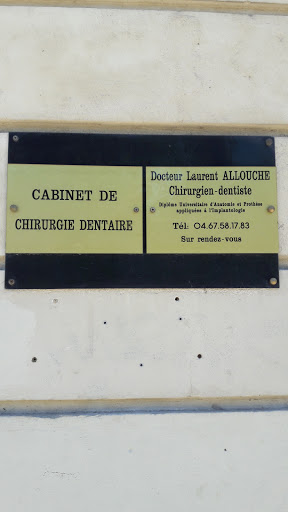 CABINET DE
CHIRURGIE DENTAIRE
Docteur Laurent ALLOUCHE
Chirurgien-dentiste
Diplôme Universitaire d'Anatomie et Prothèse
appliquées à l'Implantologie
Tél: 04.67.58.17.83
Sur rendez-vous